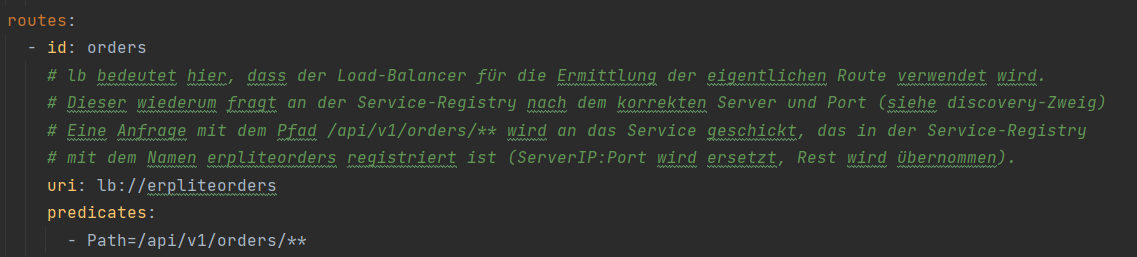 routes:
- id: orders
# lb bedeutet hier, dass der Load-Balancer für die Ermittlung der eigentlichen Route verwendet wird.
# Dieser wiederum fragt an der Service-Registry nach dem korrekten Server und Port (siehe discovery-Zweig)
# Eine Anfrage mit dem Pfad /api/v1/orders/** wird an das Service geschickt, das in der Service-Registry
# mit dem Namen erpliteorders registriert ist (ServerIP:Port wird ersetzt, Rest wird übernommen).
uri: lb://erpliteorders
predicates:
- Path=/api/v1/orders/**